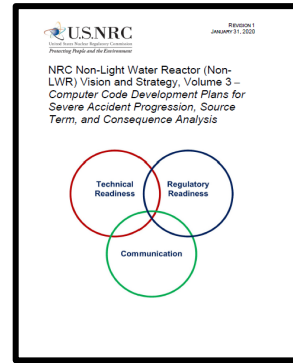 U.S.NRC
United States Nuclear Regulatory Commission
Protecting People and the Environment
REVISION 1
JANUARY 31, 2020
NRC Non-Light Water Reactor (Non-
LWR) Vision and Strategy, Volume 3 –
Computer Code Development Plans for
Severe Accident Progression, Source
Term, and Consequence Analysis
Technical
Readiness
Regulatory
Readiness
Communication